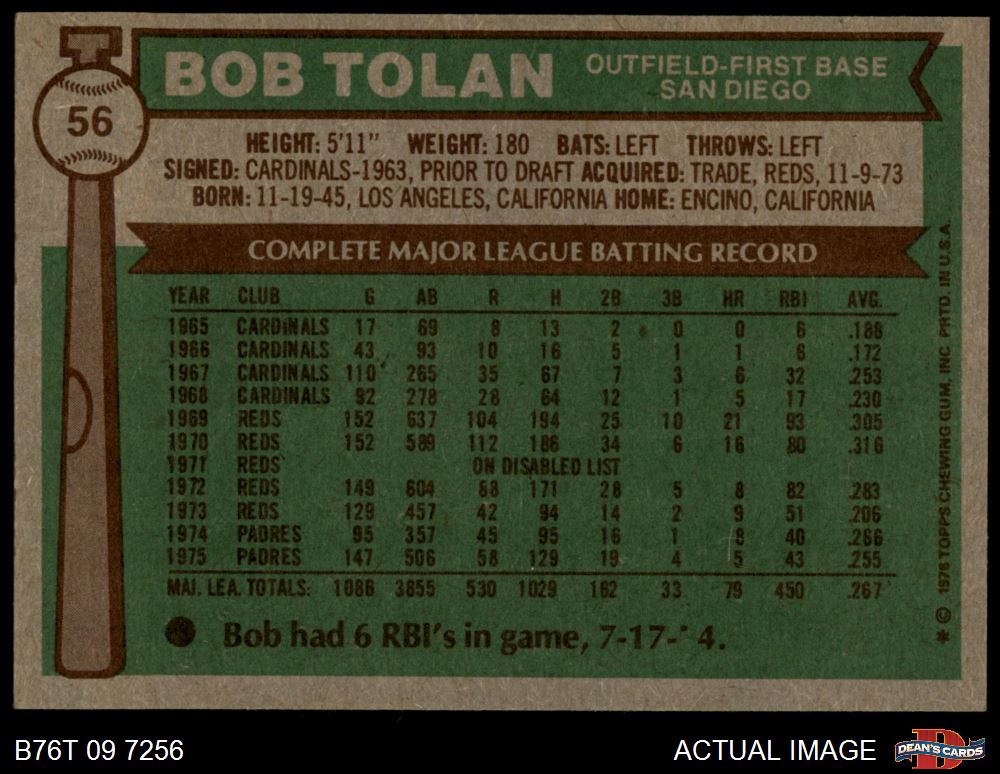 56
BOB TOLAN
OUTFIELD-FIRST BASE
SAN DIEGO
HEIGHT: 5'11" WEIGHT: 180 BATS: LEFT THROWS: LEFT
SIGNED: CARDINALS-1963, PRIOR TO DRAFT ACQUIRED: TRADE, REDS, 11-9-73
BORN: 11-19-45, LOS ANGELES, CALIFORNIA HOME: ENCINO, CALIFORNIA
COMPLETE MAJOR LEAGUE BATTING RECORD
YEAR CLUB G AB R H 2B 3B HR RBI AVG.
1965 CARDINALS 17 69 8 13 2 0 0 6 .188
1966 CARDINALS 43 93 10 16 5 1 1 6 .172
1967 CARDINALS 110 265 35 67 7 3 6 32 .253
1968 CARDINALS 92 278 28 64 12 1 5 17 .230
1969 REDS 152 637 104 194 25 10 21 93 .305
1970 REDS 152 589 112 186 34 6 16 80 .316
1971 REDS ON DISABLED LIST
1972 REDS 149 604 88 171 28 5 8 82 .283
1973 REDS 129 457 42 94 14 2 9 51 .206
1974 PADRES 95 357 45 95 16 1 8 40 .266
1975 PADRES 147 506 58 129 19 4 5 43 .255
MAJ. LEA. TOTALS: 1086 3855 530 1029 162 33 79 450 .267
Bob had 6 RBI's in game, 7-17-' 4.
* © 1976 TOPPS CHEWING GUM, INC. PRTD. IN U.S.A.
B76T 09 7256
ACTUAL IMAGE
D
DEAN'S CARDS